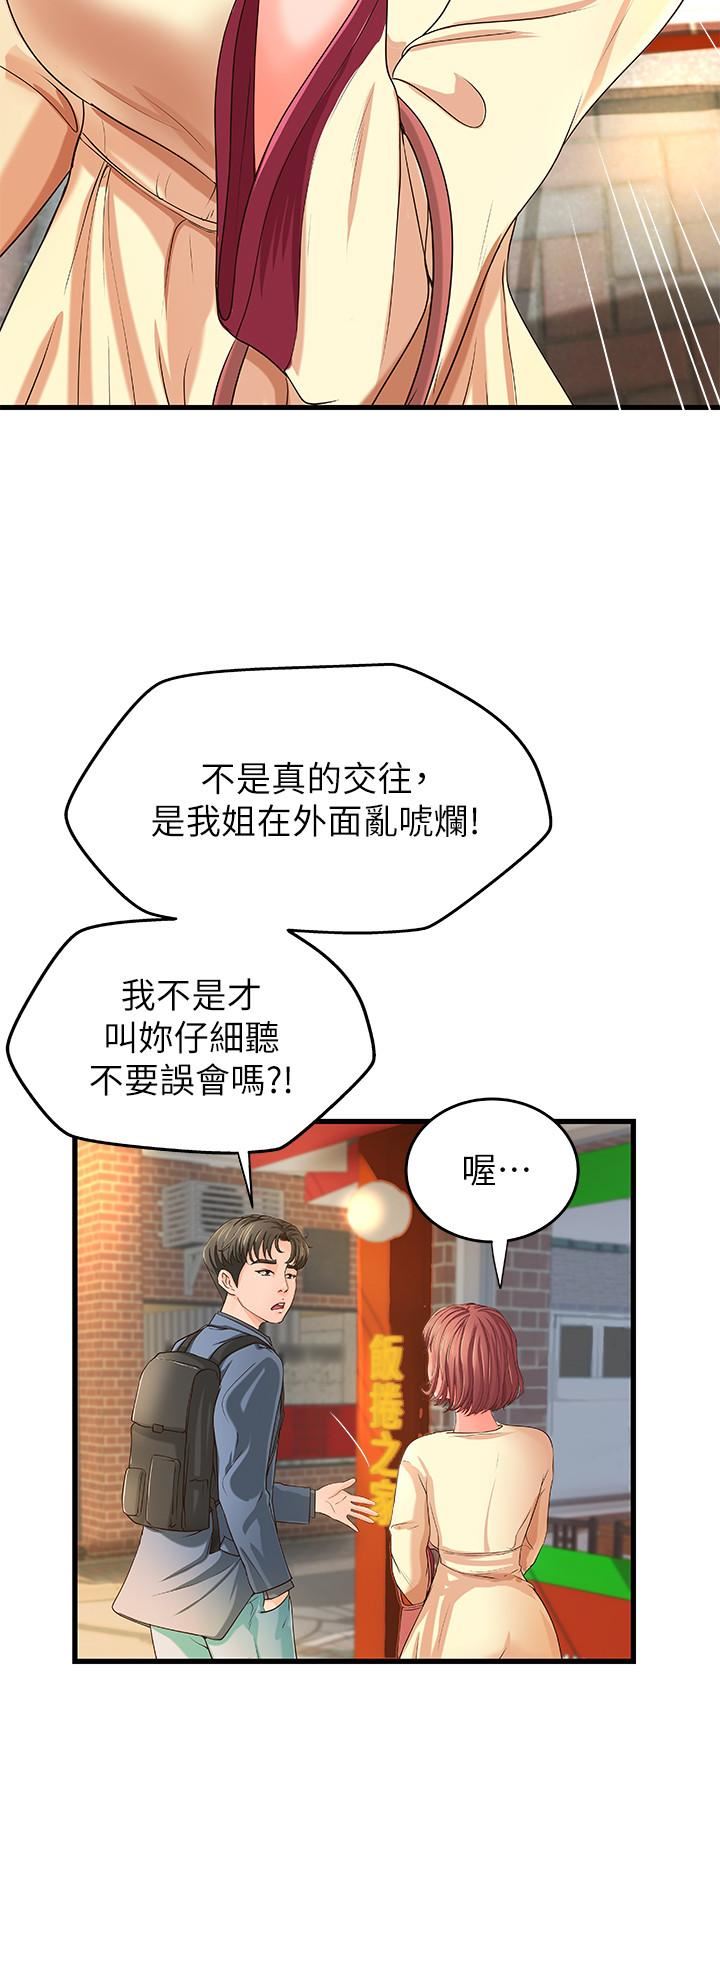 不是真的交往，
是我姐在外面亂唬爛!
我不是才
叫妳仔細聽
不要誤會嗎?!
喔…
飯捲之家